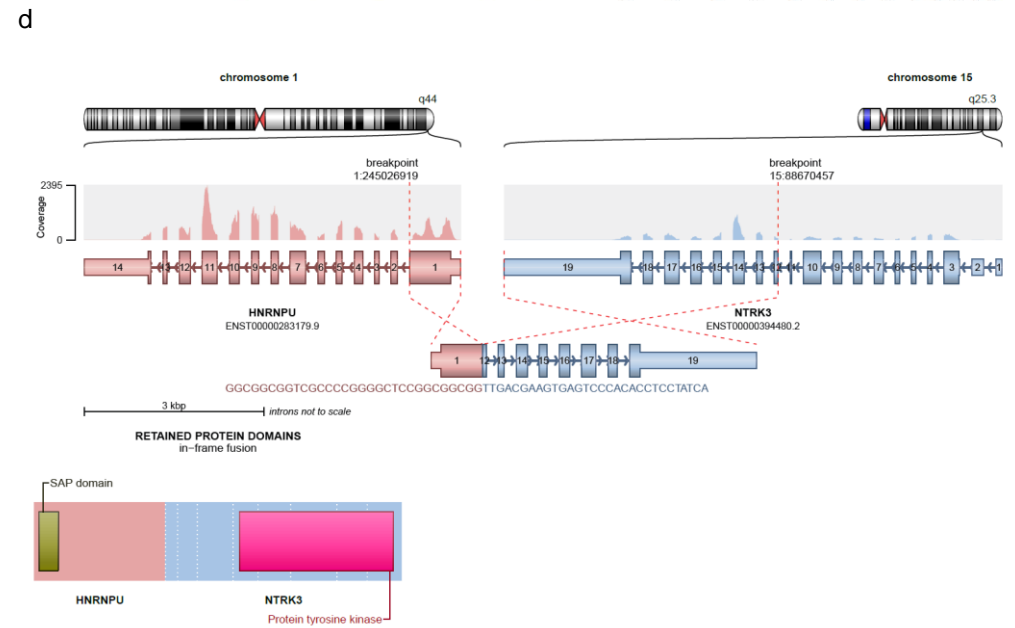 d
chromosome 1
chromosome 15
q44
q25.3
breakpoint
1:245026919
breakpoint
15:88670457
Coverage
2395
0
14 13 12 11 10 9 8 7 6 5 4 3 2 1
19 18 17 16 15 14 13 12 11 10 9 8 7 6 5 4 3 2 1
HNRNPU
ENST00000283179.9
NTRK3
ENST00000394480.2
1 12 13 14 15 16 17 18 19
GGCGGCGGTCGCCCCGGGGCTCCGGCGGCGGTTGACGAAGTGAGTCCCACACCTCCTATCA
3 kbp
introns not to scale
RETAINED PROTEIN DOMAINS
in−frame fusion
SAP domain
HNRNPU
NTRK3
Protein tyrosine kinase